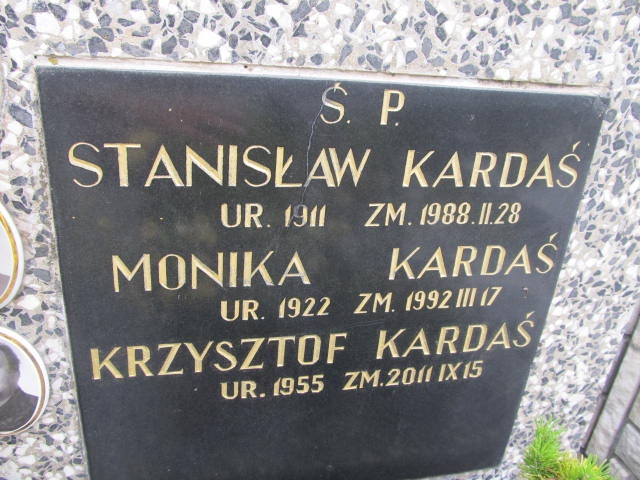 Ś. P.
STANISŁAW KARDAŚ
UR. 1911 ZM. 1988.II.28
MONIKA KARDAŚ
UR. 1922 ZM. 1992 III 17
KRZYSZTOF KARDAŚ
UR. 1955 ZM. 2011 IX 15